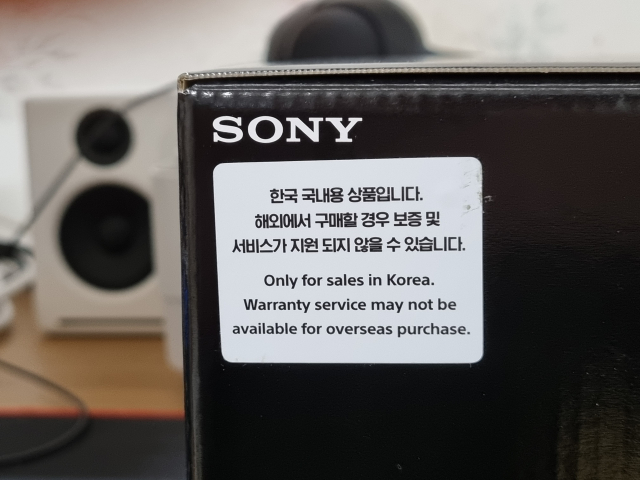 SONY
한국 국내용 상품입니다.
해외에서 구매할 경우 보증 및
서비스가 지원 되지 않을 수 있습니다.
Only for sales in Korea.
Warranty service may not be
available for overseas purchase.